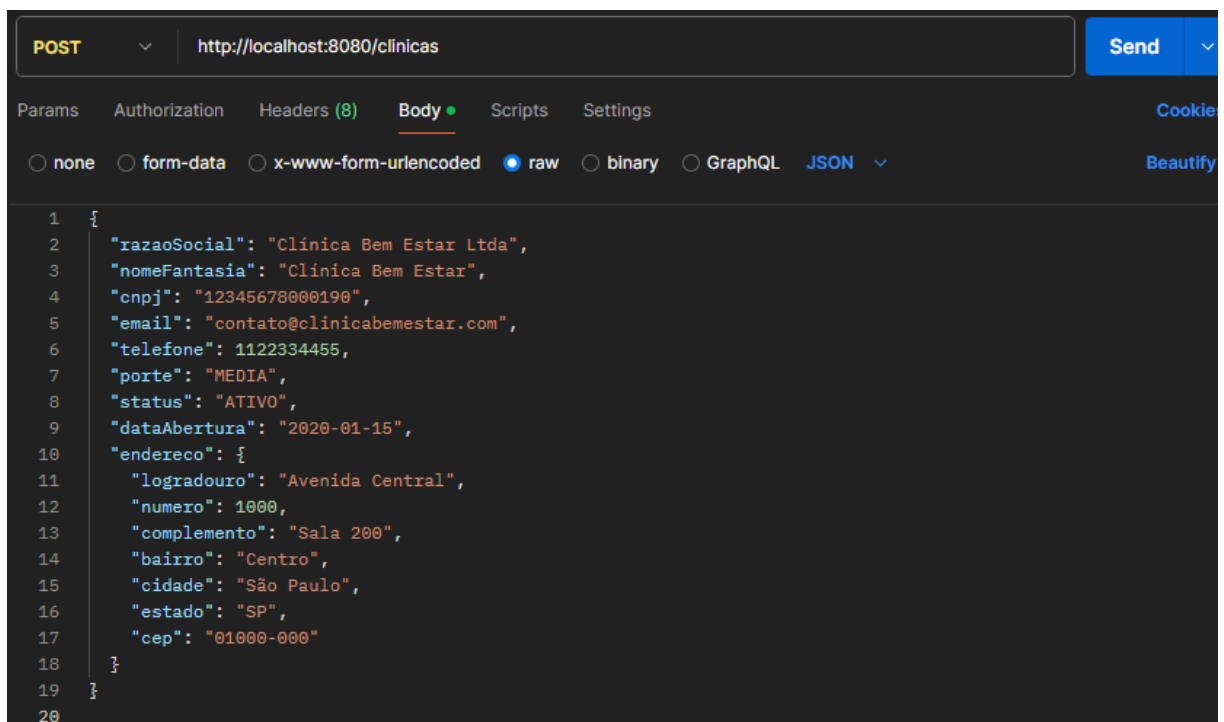 POST http://localhost:8080/clinicas Send
Params Authorization Headers (8) Body Scripts Settings Cookies
none form-data x-www-form-urlencoded raw binary GraphQL JSON Beautify
1 {
2 "razaoSocial": "Clínica Bem Estar Ltda",
3 "nomeFantasia": "Clínica Bem Estar",
4 "cnpj": "12345678000190",
5 "email": "contato@clinicabemestar.com",
6 "telefone": 1122334455,
7 "porte": "MEDIA",
8 "status": "ATIVO",
9 "dataAbertura": "2020-01-15",
10 "endereco": {
11 "logradouro": "Avenida Central",
12 "numero": 1000,
13 "complemento": "Sala 200",
14 "bairro": "Centro",
15 "cidade": "São Paulo",
16 "estado": "SP",
17 "cep": "01000-000"
18 }
19 }
20